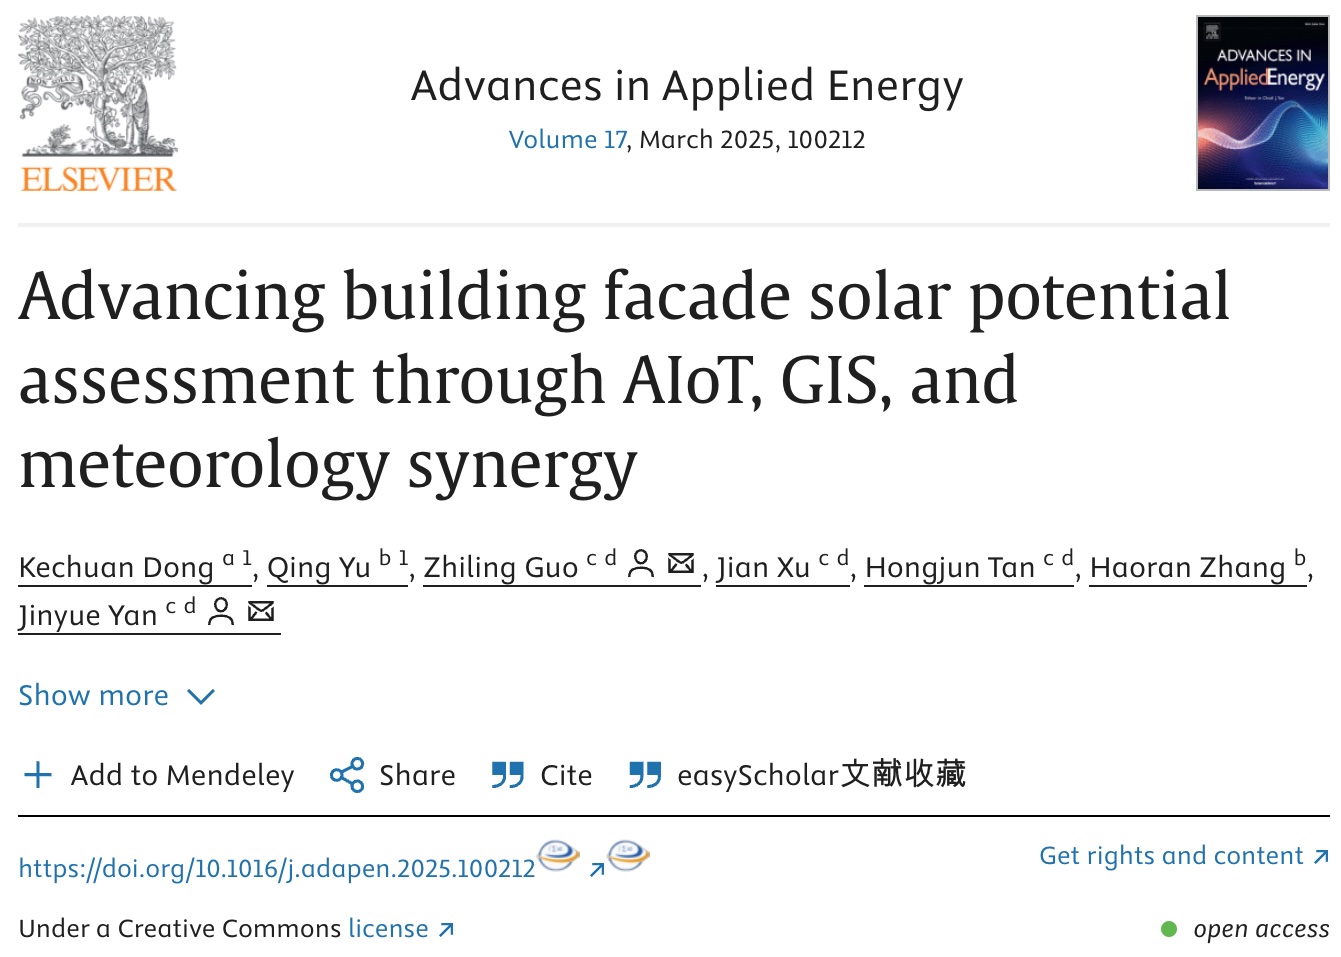 ELSEVIER
Advances in Applied Energy
Volume 17, March 2025, 100212
ADVANCES IN
AppliedEnergy
Advancing building facade solar potential
assessment through AIoT, GIS, and
meteorology synergy
Kechuan Dong a 1, Qing Yu b 1, Zhiling Guo c d, Jian Xu c d, Hongjun Tan c d, Haoran Zhang b,
Jinyue Yan c d
Show more
Add to Mendeley Share Cite easyScholar文献收藏
https://doi.org/10.1016/j.adapen.2025.100212
Get rights and content
Under a Creative Commons license
open access